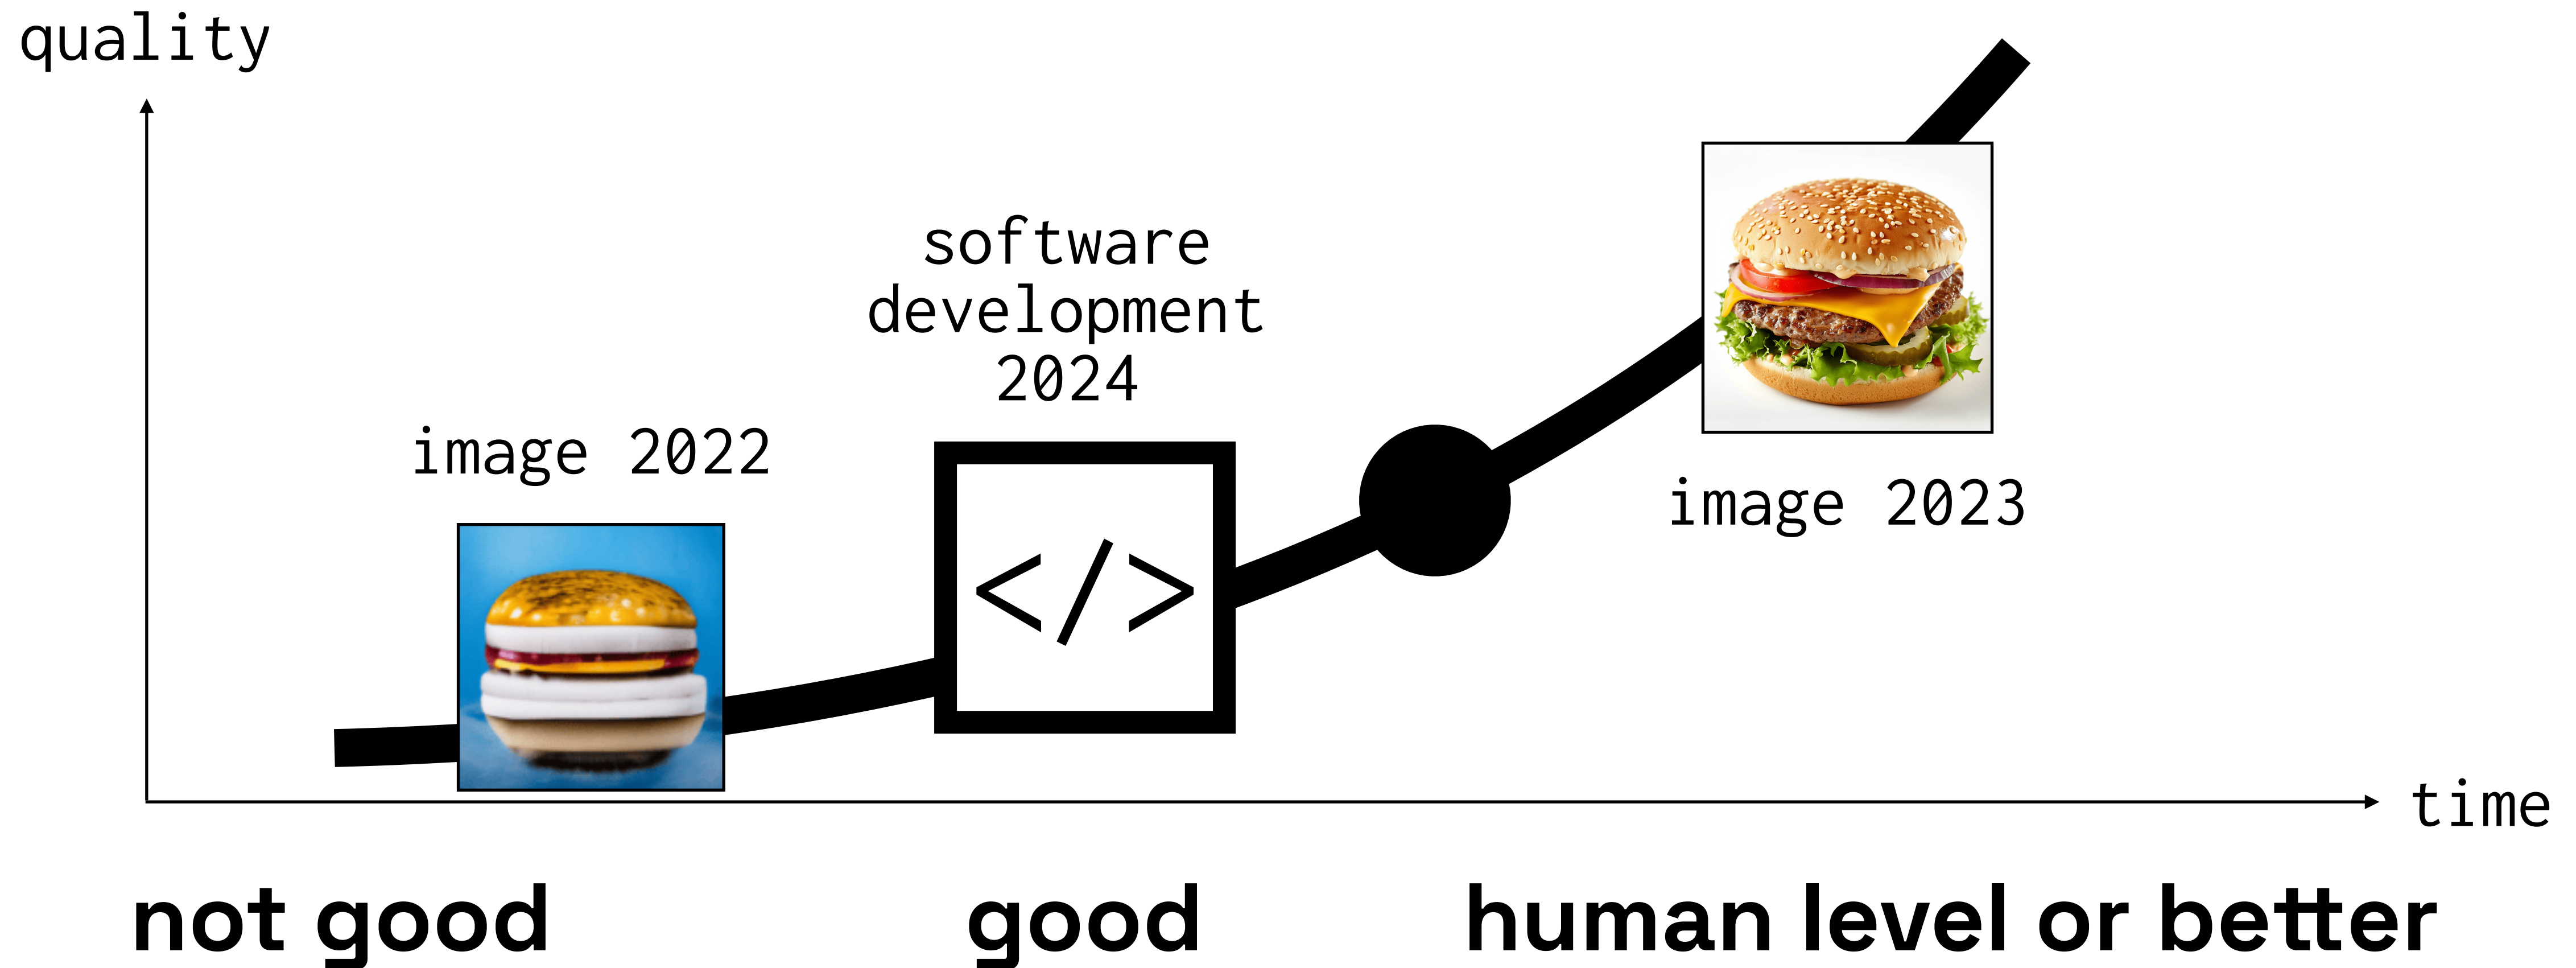 quality
software
development
2024
image 2022
</>
image 2023
time
not good
good
human level or better